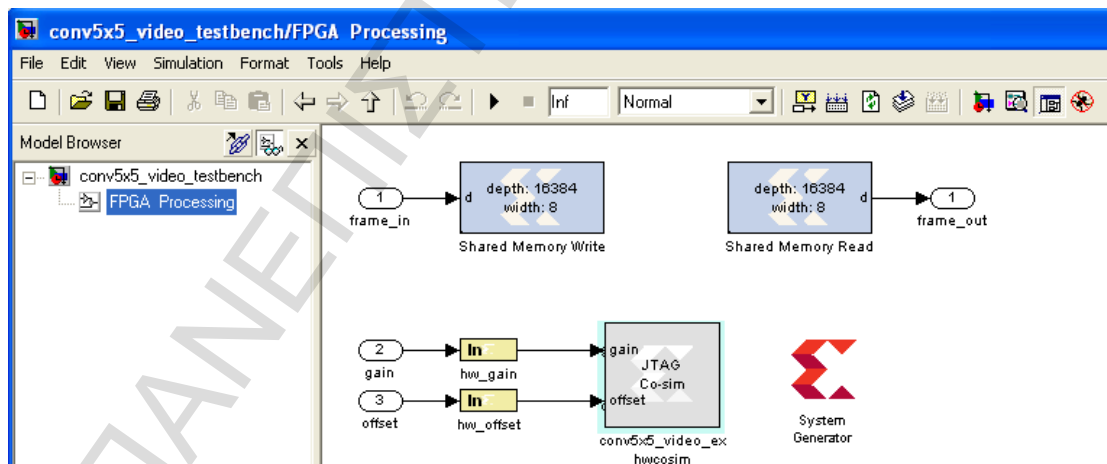 conv5x5_video_testbench/FPGA Processing
File Edit View Simulation Format Tools Help
Inf Normal
Model Browser
conv5x5_video_testbench
FPGA Processing
1
frame_in
d
depth: 16384
width: 8
Shared Memory Write
depth: 16384
width: 8
d
Shared Memory Read
1
frame_out
2
gain
In
hw_gain
3
offset
In
hw_offset
gain
JTAG
Co-sim
offset
conv5x5_video_ex
hwcosim
System
Generator
ΠΑΝΕΠΙΣΤ